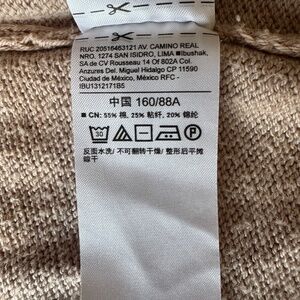 RUC 20516463121 AV. CAMINO REAL
NRO. 1274 SAN ISIDRO, LIMA ■Ibushak,
SA de CV Rousseau 14 Of 802A Col.
Anzures Del. Miguel Hidalgo CP 11590
Ciudad de México, México RFC -
IBU1312171B5
中国 160/88A
■ CN: 55% 棉, 25% 粘纤, 20% 锦纶
30
反面水洗/ 不可翻转干燥/ 整形后平摊
晾干